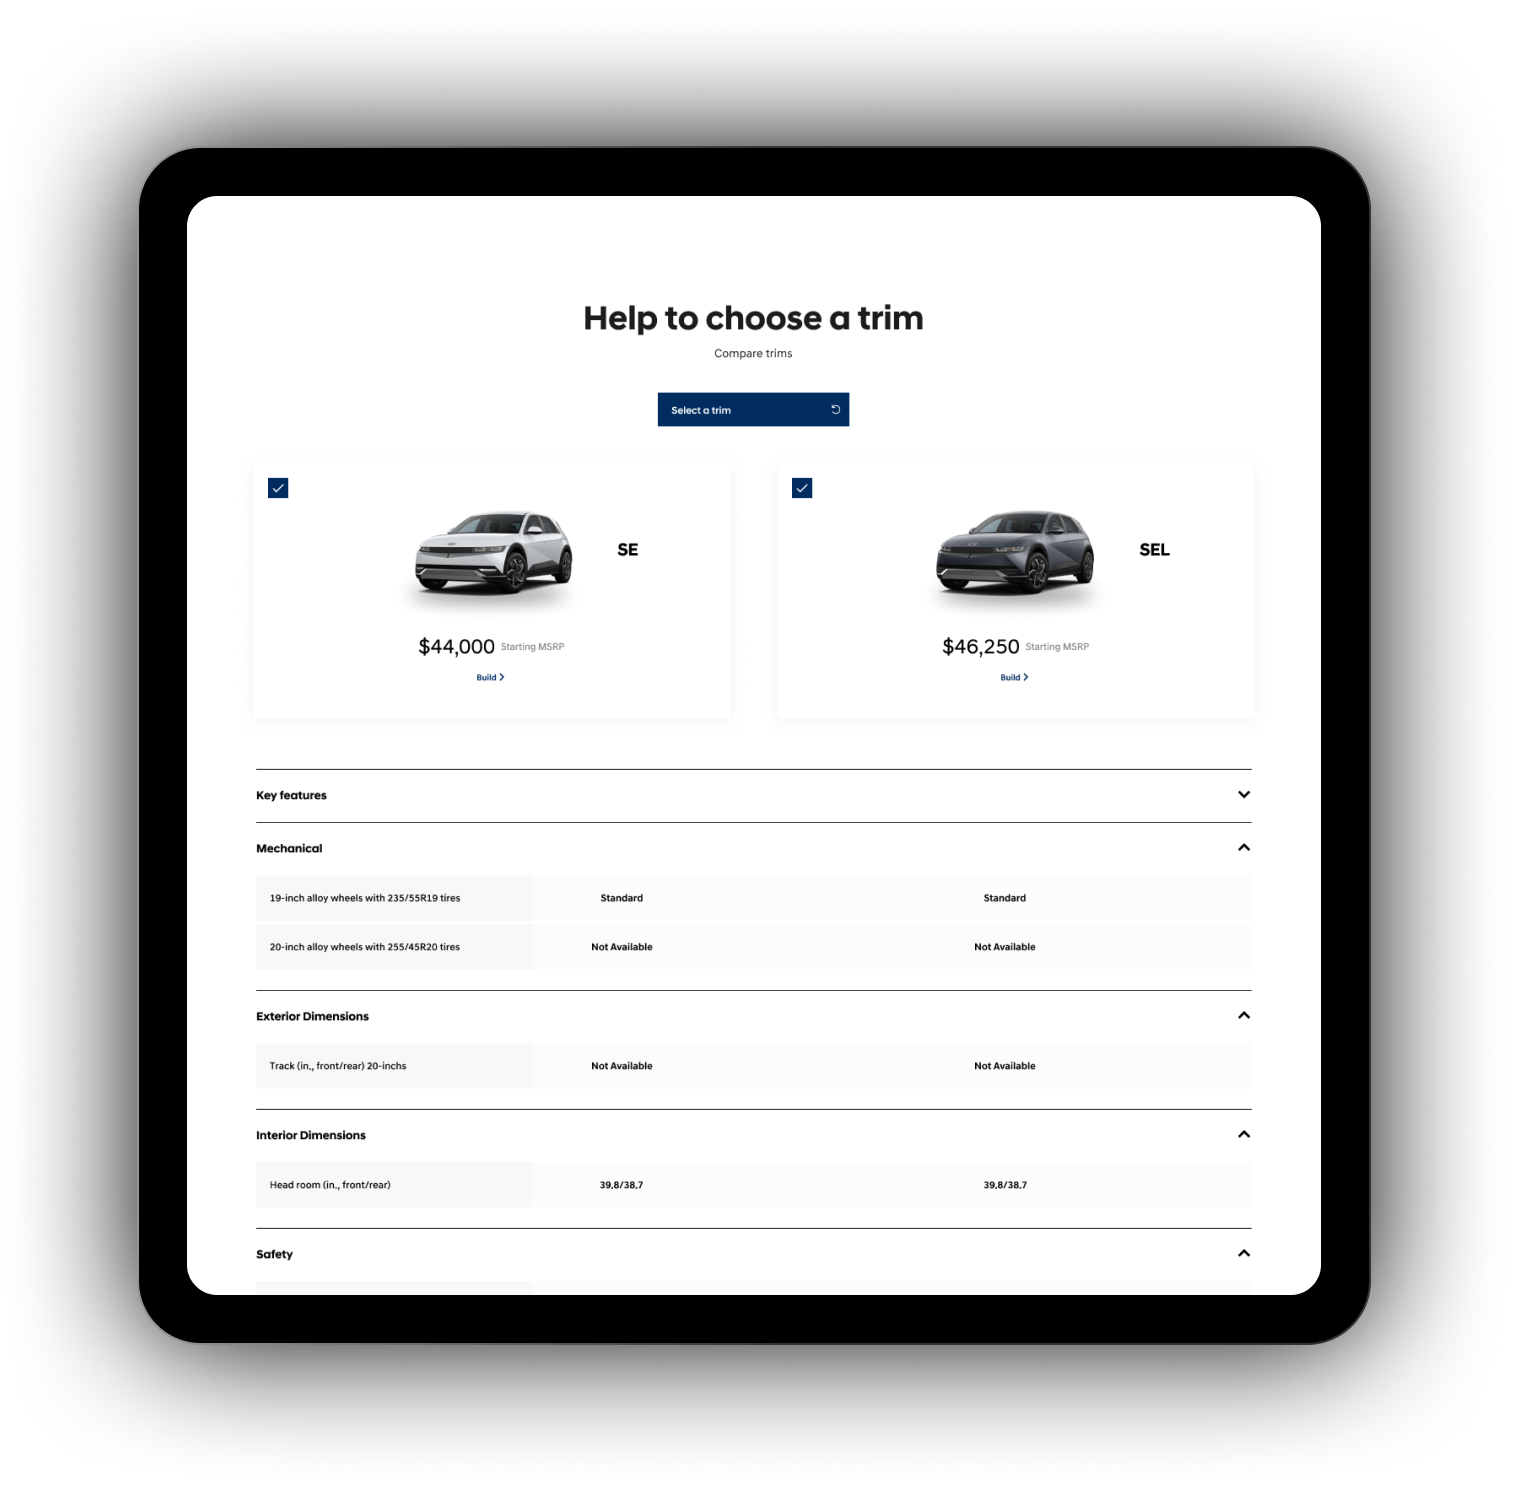 Help to choose a trim
Compare trims
Select a trim
SE
$44,000 Starting MSRP
Build
SEL
$46,250 Starting MSRP
Build
Key features
Mechanical
19-inch alloy wheels with 235/55R19 tires Standard Standard
20-inch alloy wheels with 255/45R20 tires Not Available Not Available
Exterior Dimensions
Track (in., front/rear) 20-inchs Not Available Not Available
Interior Dimensions
Head room (in., front/rear) 39.8/38.7 39.8/38.7
Safety